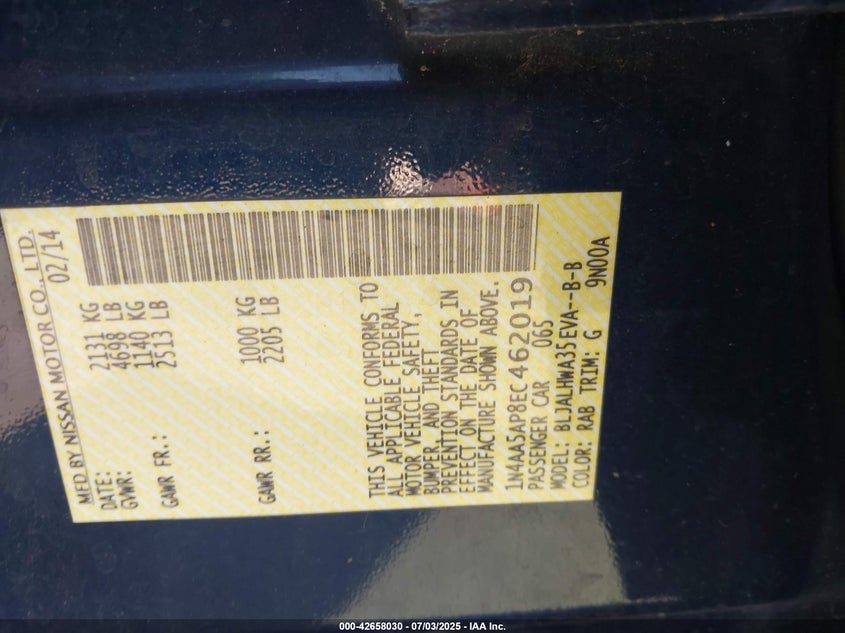 MFD BY NISSAN MOTOR CO., LTD.
DATE: 02/14
GVWR: 2131 KG
4698 LB
GAWR FR.: 1140 KG
2513 LB
GAWR RR.: 1000 KG
2205 LB
THIS VEHICLE CONFORMS TO
ALL APPLICABLE FEDERAL
MOTOR VEHICLE SAFETY,
BUMPER, AND THEFT
PREVENTION STANDARDS IN
EFFECT ON THE DATE OF
MANUFACTURE SHOWN ABOVE.
1N4AA5AP8EC462019
PASSENGER CAR 065
MODEL: BLJALHWA35EVA--B-B
COLOR: RAB TRIM: G 9N00A
000-42658030 - 07/03/2025 - IAA Inc.